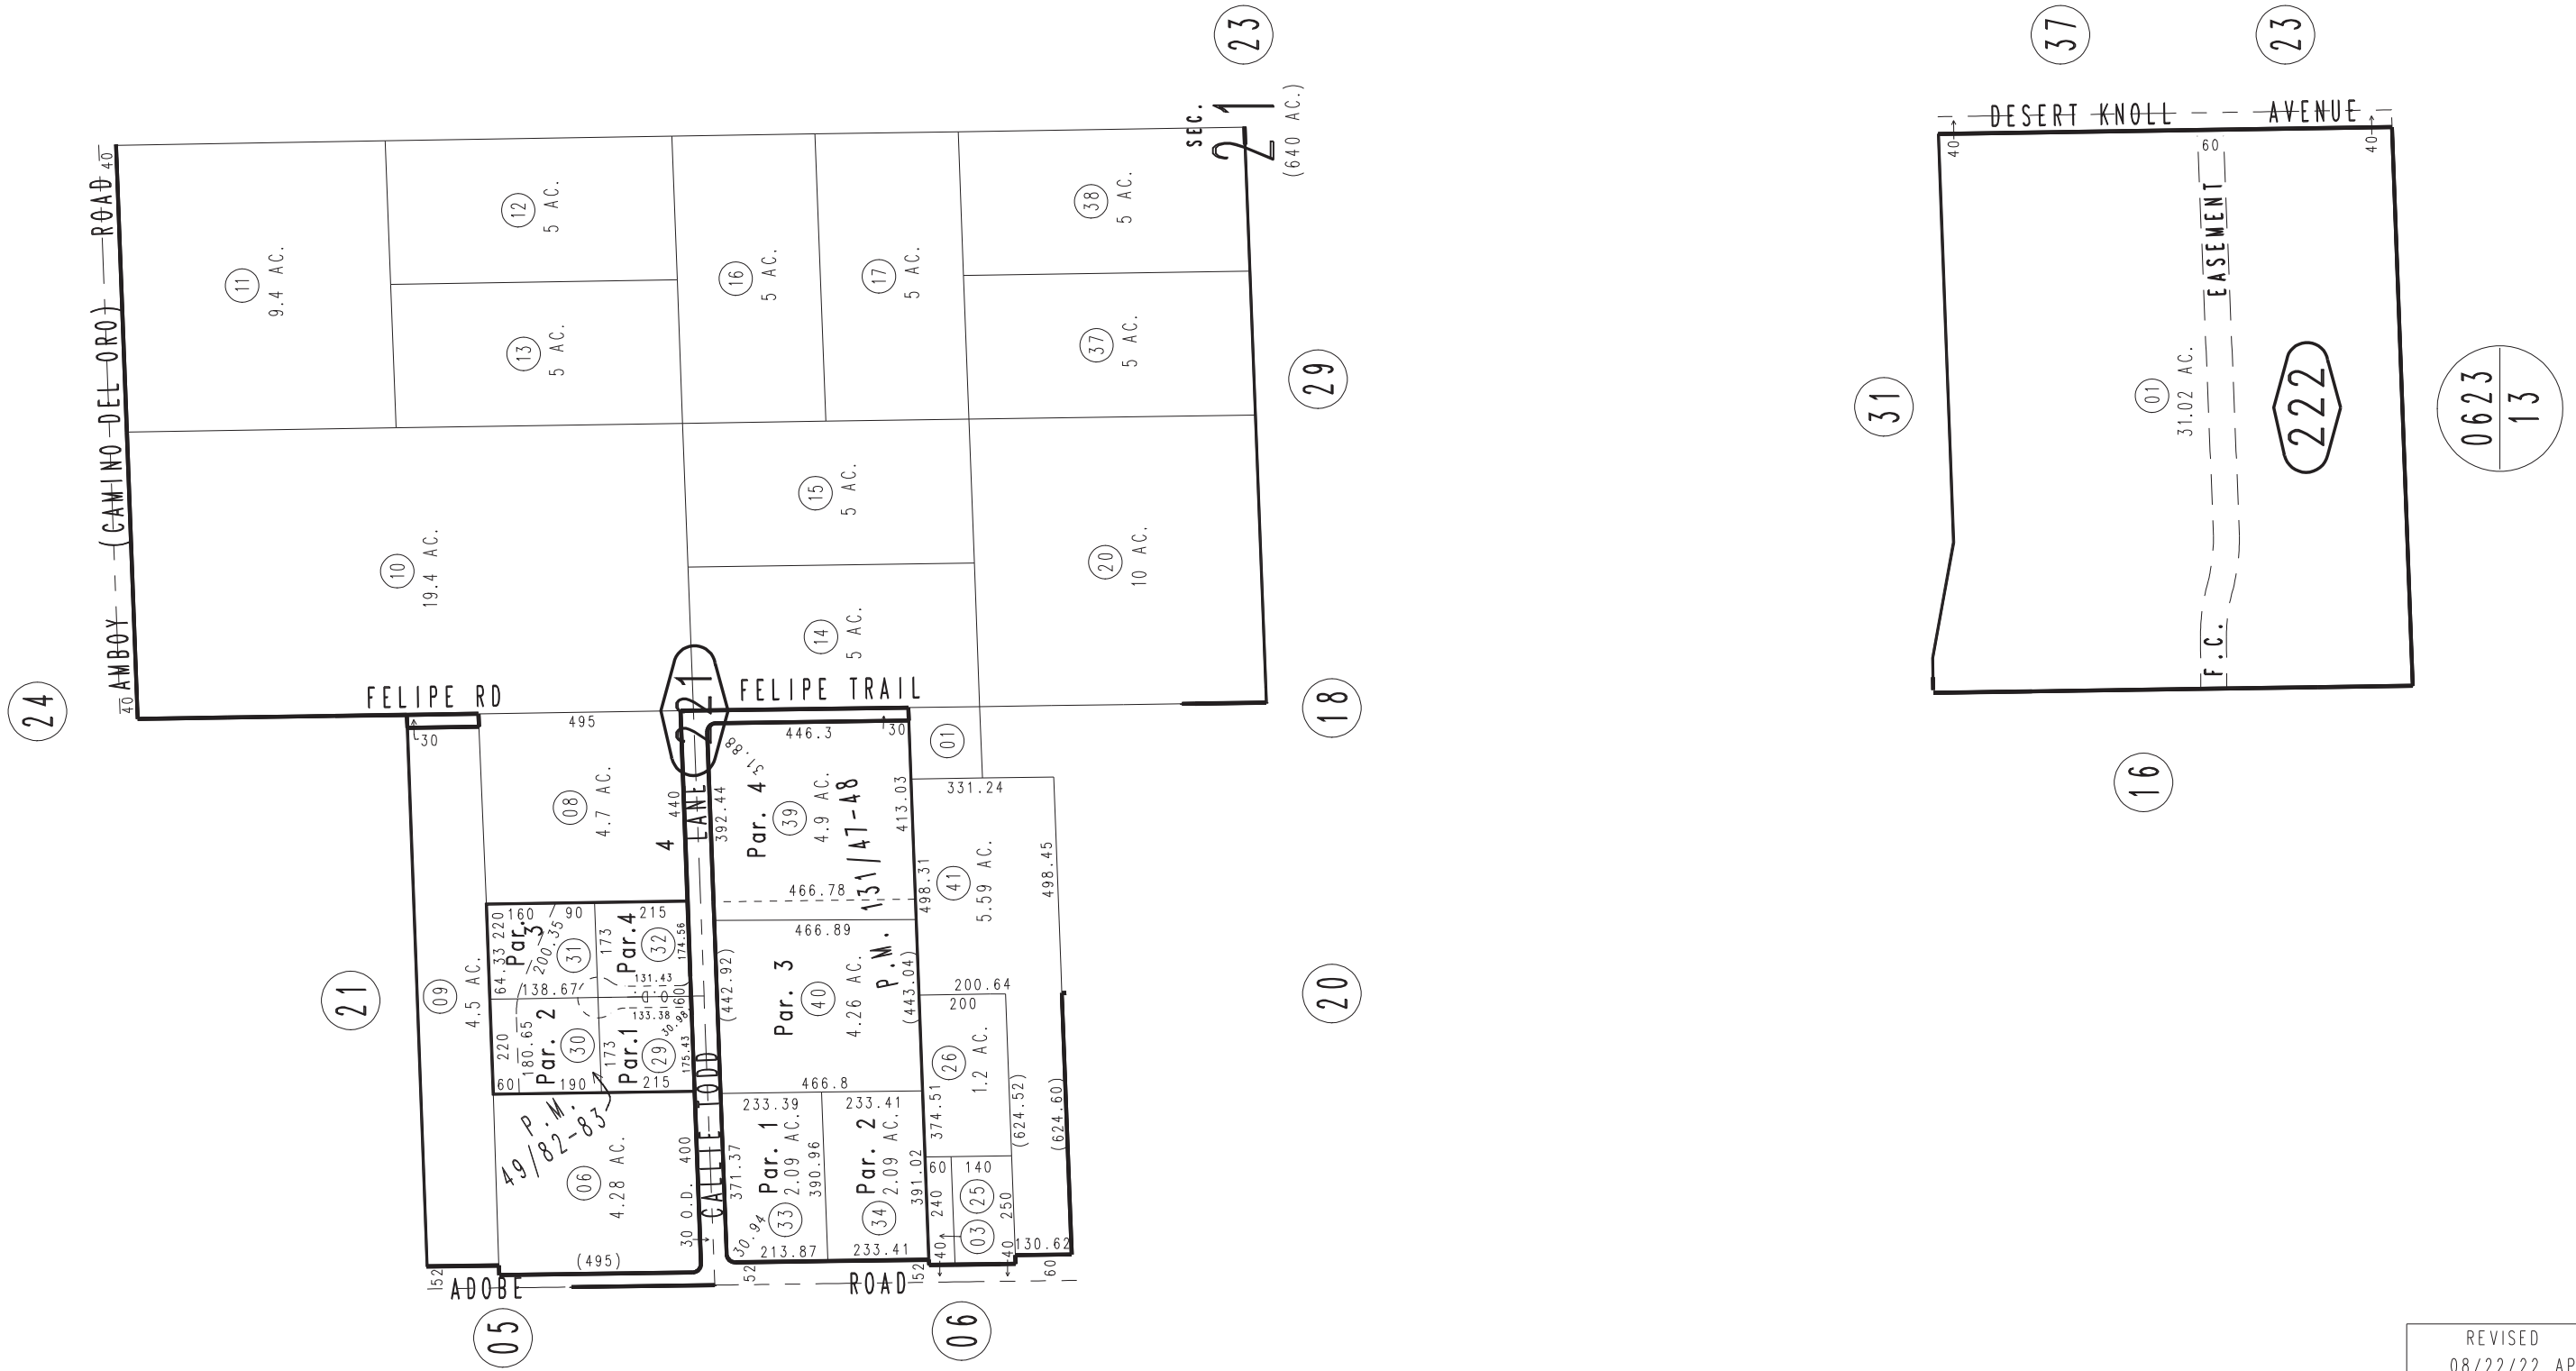 24
AMBOY (CAMINO DEL ORO) ROAD
40
40
23
SEC.
21
(640 AC.)
11
9.4 AC.
12
5 AC.
13
5 AC.
16
5 AC.
17
5 AC.
38
5 AC.
37
5 AC.
10
19.4 AC.
15
5 AC.
14
5 AC.
20
10 AC.
29
18
FELIPE RD
FELIPE TRAIL
221
30
495
446.3
30
31.88
01
21
09
4.5 AC.
08
4.7 AC.
4
440
LANE
392.44
Par. 4
39
4.9 AC.
413.03
466.78
P.M. 131/47-48
331.24
498.31
41
5.59 AC.
498.45
160
90
215
220
64.33
Par. 3
200.35
31
173
Par.4
32
174.56
138.67
131.43
O.D.
60
133.38
30.98
220
180.65
Par. 2
30
173
Par.1
29
175.43
60
190
215
466.89
(442.92)
Par. 3
40
4.26 AC.
(443.04)
466.8
200.64
200
20
26
1.2 AC.
374.51
(624.52)
(624.60)
P.M.
49/82-83
06
4.28 AC.
400
30 O.D.
(495)
CALLE TODD
233.39
233.41
371.37
Par. 1
2.09 AC.
33
390.96
Par. 2
2.09 AC.
34
391.02
30.94
213.87
233.41
60
140
240
25
250
03
40
40
130.62
52
52
52
60
ADOBE
ROAD
05
06
37
23
DESERT KNOLL AVENUE
40
60
40
31
01
31.02 AC.
F.C. EASEMENT
222
16
0623
13
REVISED
08/22/22